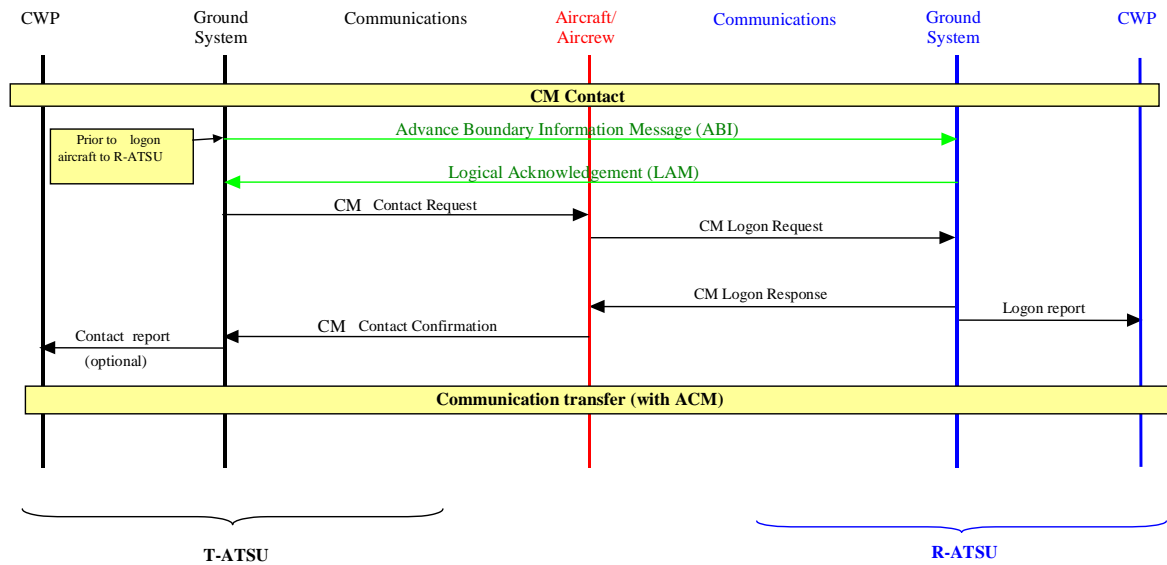 CWP
Ground
System
Communications
Aircraft/
Aircrew
Communications
Ground
System
CWP
CM Contact
Prior to logon
aircraft to R-ATSU
Advance Boundary Information Message (ABI)
Logical Acknowledgement (LAM)
CM Contact Request
CM Logon Request
CM Logon Response
Logon report
CM Contact Confirmation
Contact report
(optional)
Communication transfer (with ACM)
T-ATSU
R-ATSU